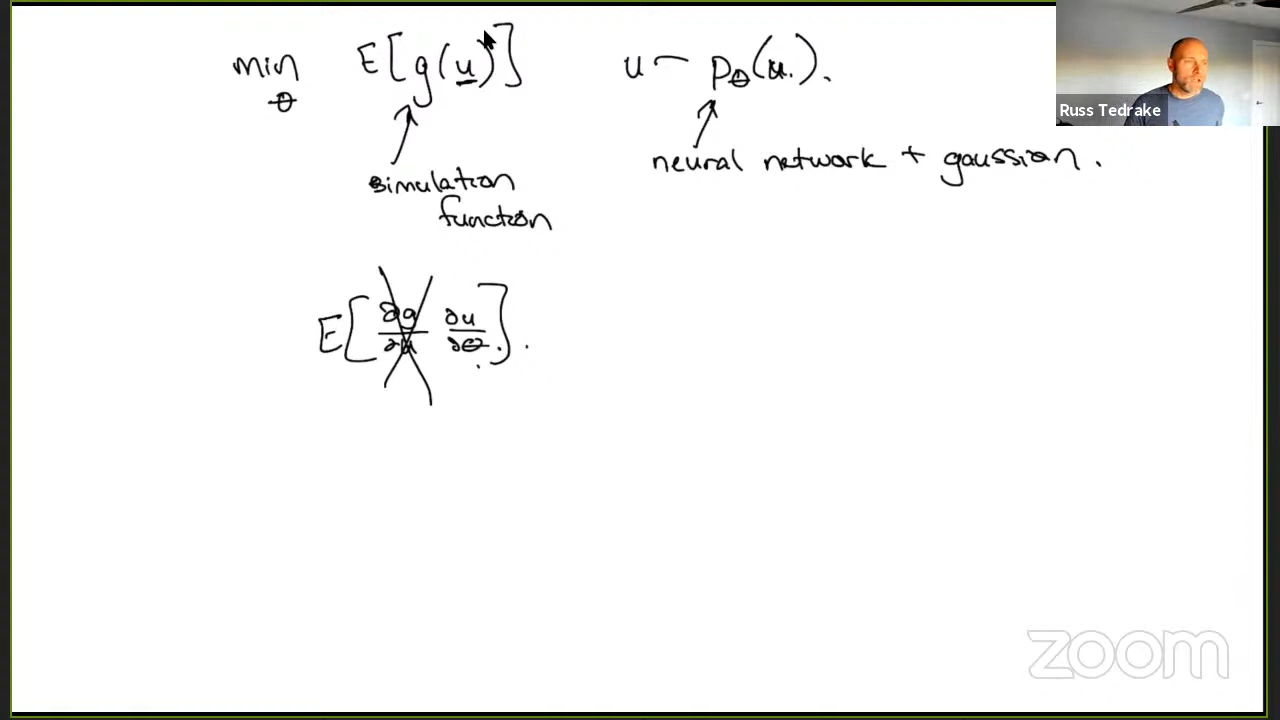 min E[g(u)] u ~ pθ(u).
θ
Russ Tedrake
neural network + gaussian.
simulation
function
E[∂g/∂u ∂u/∂θ].
zoom